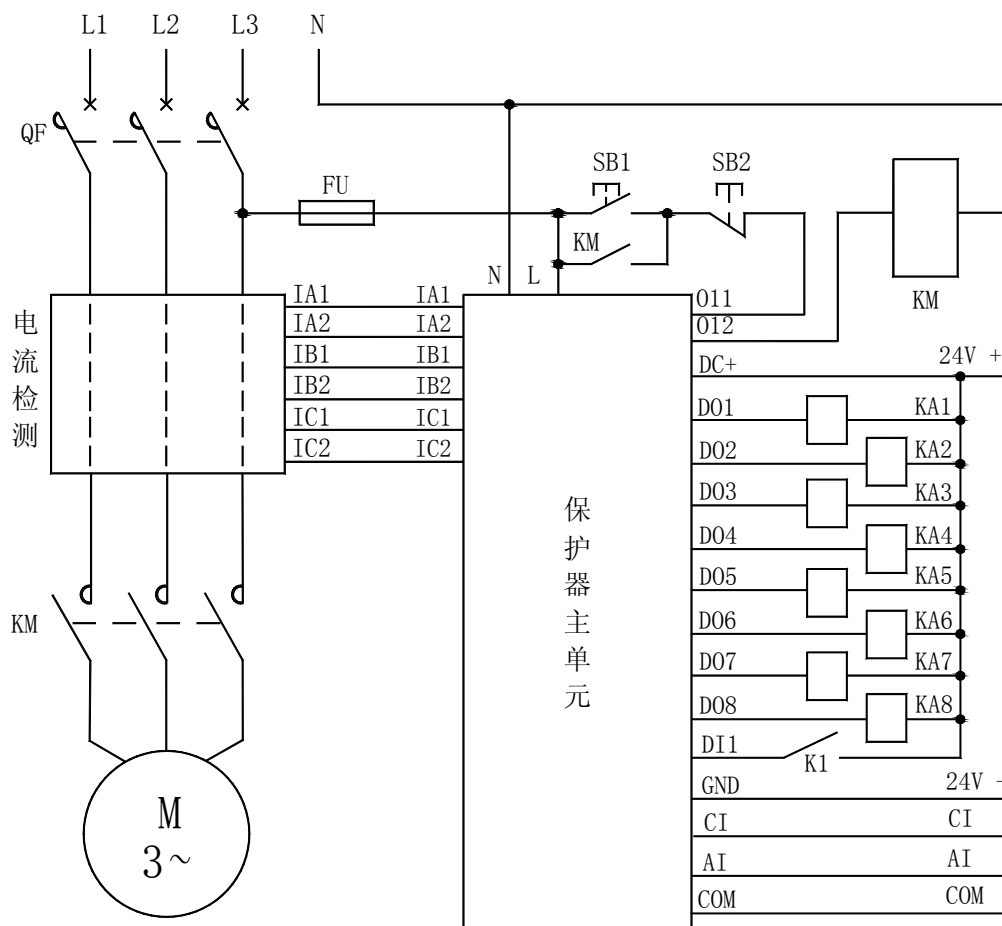 L1 L2 L3 N
QF
SB1 SB2
FU
KM
N L
KM
IA1 IA1
IA2 IA2
IB1 IB1
IB2 IB2
IC1 IC1
IC2 IC2
电流检测
O11
O12
DC+ 24V +
DO1 KA1
DO2 KA2
DO3 KA3
DO4 KA4
DO5 KA5
DO6 KA6
DO7 KA7
DO8 KA8
DI1 K1
GND 24V -
CI CI
AI AI
COM COM
保护器主单元
KM
M
3~